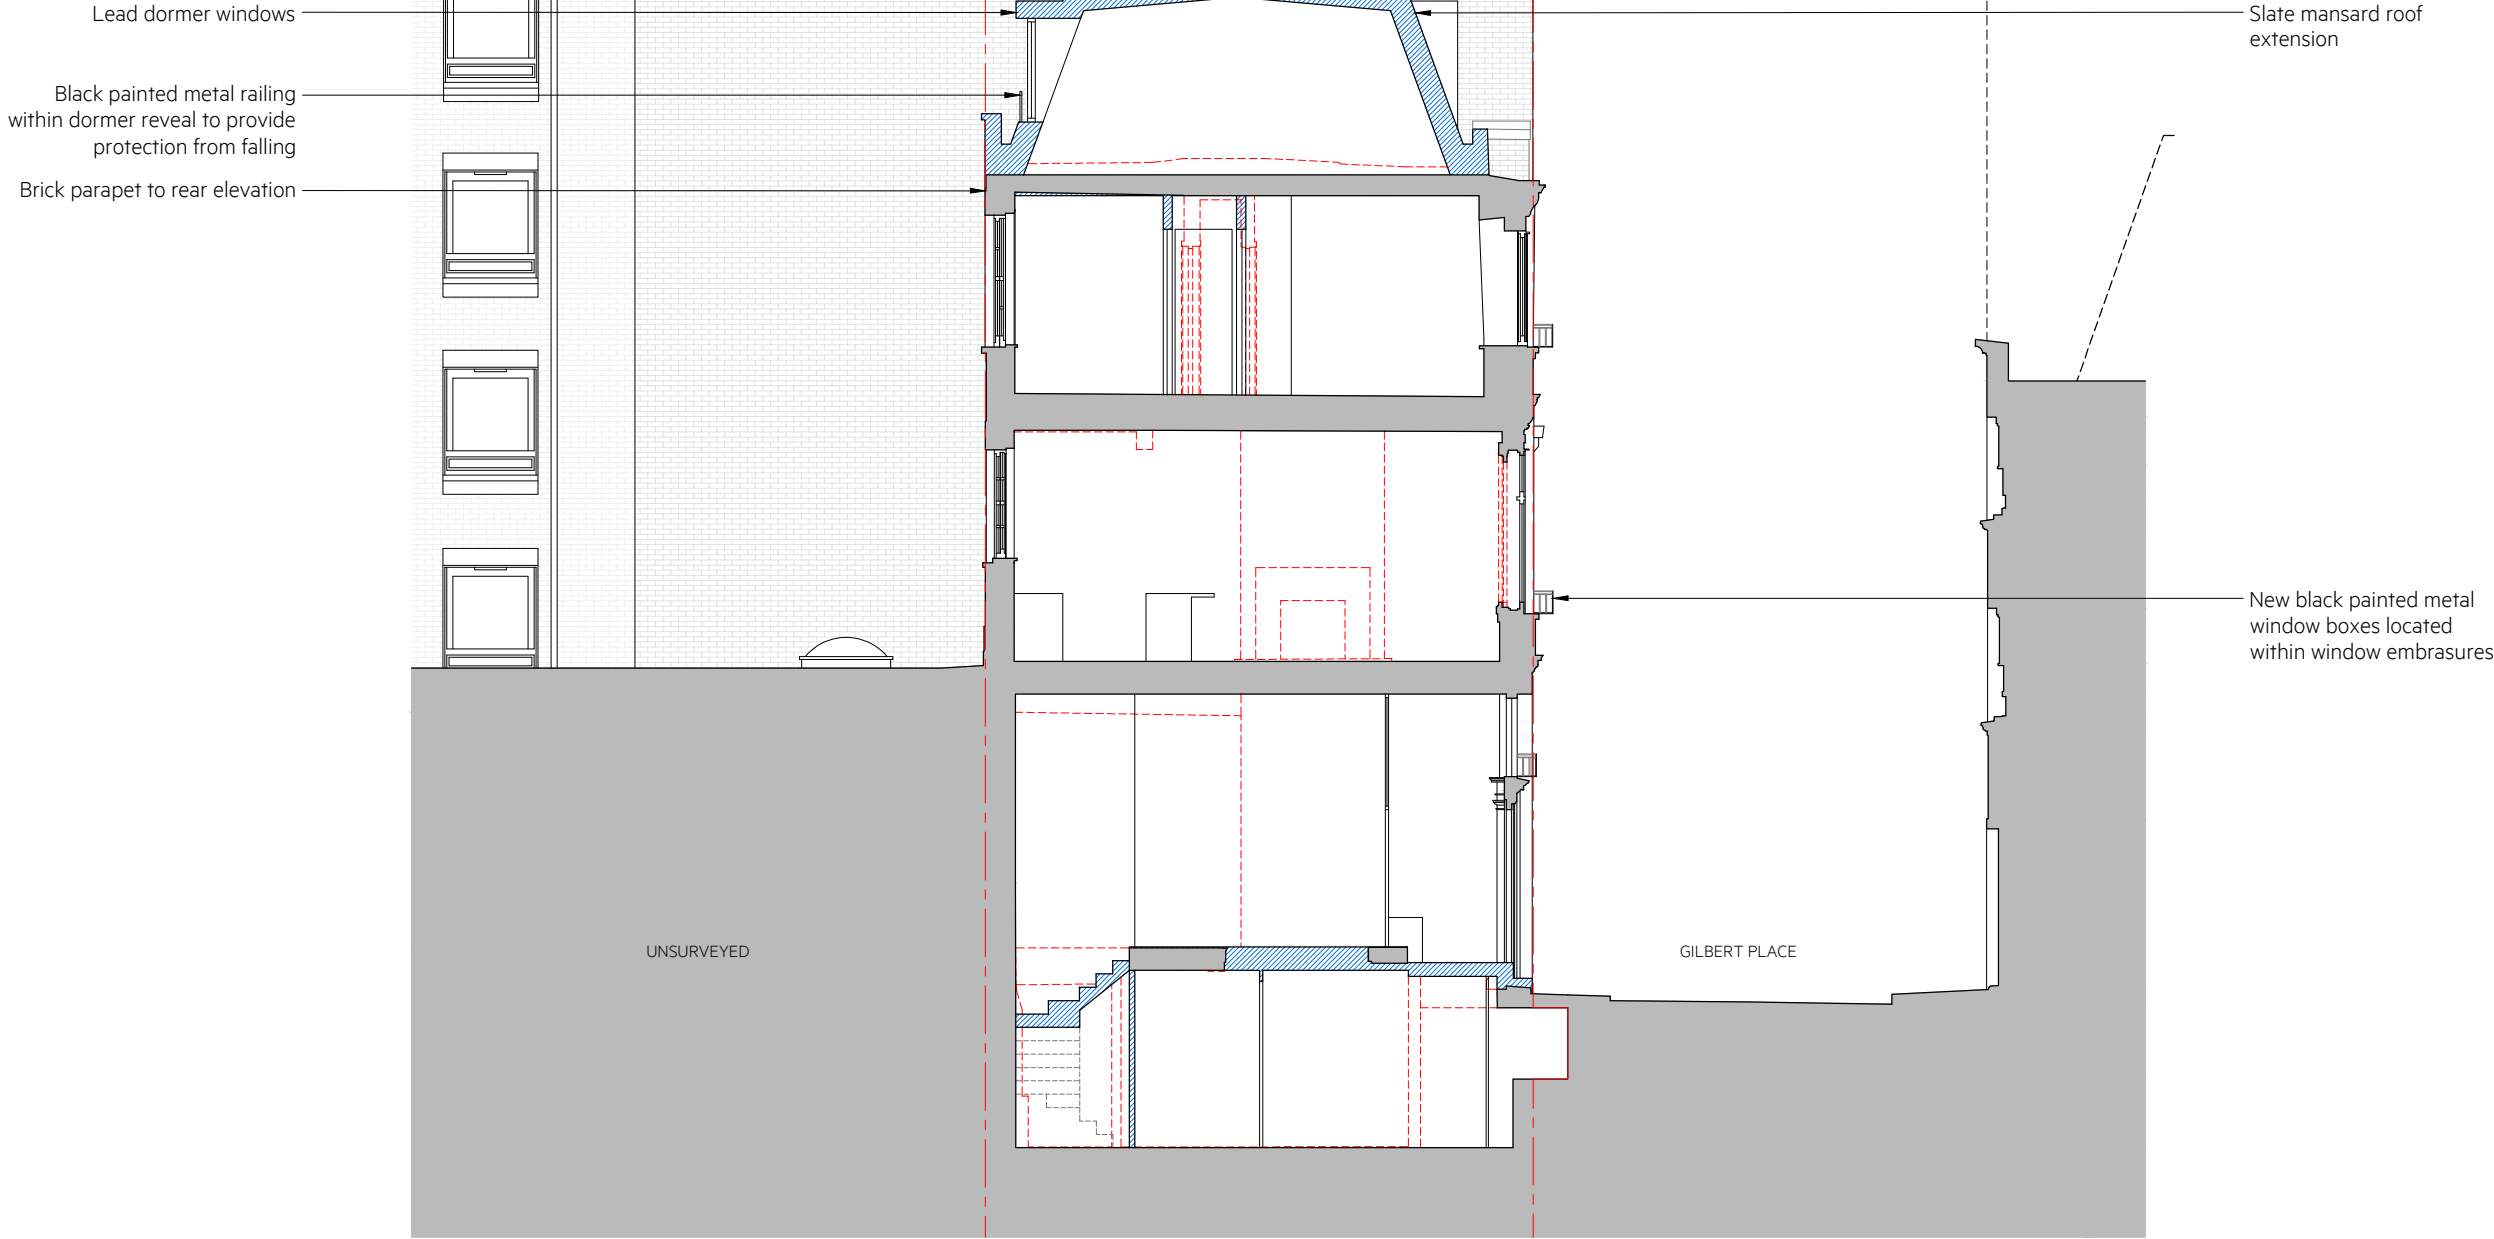 Lead dormer windows
Slate mansard roof
extension
Black painted metal railing
within dormer reveal to provide
protection from falling
Brick parapet to rear elevation
New black painted metal
window boxes located
within window embrasures
UNSURVEYED
GILBERT PLACE